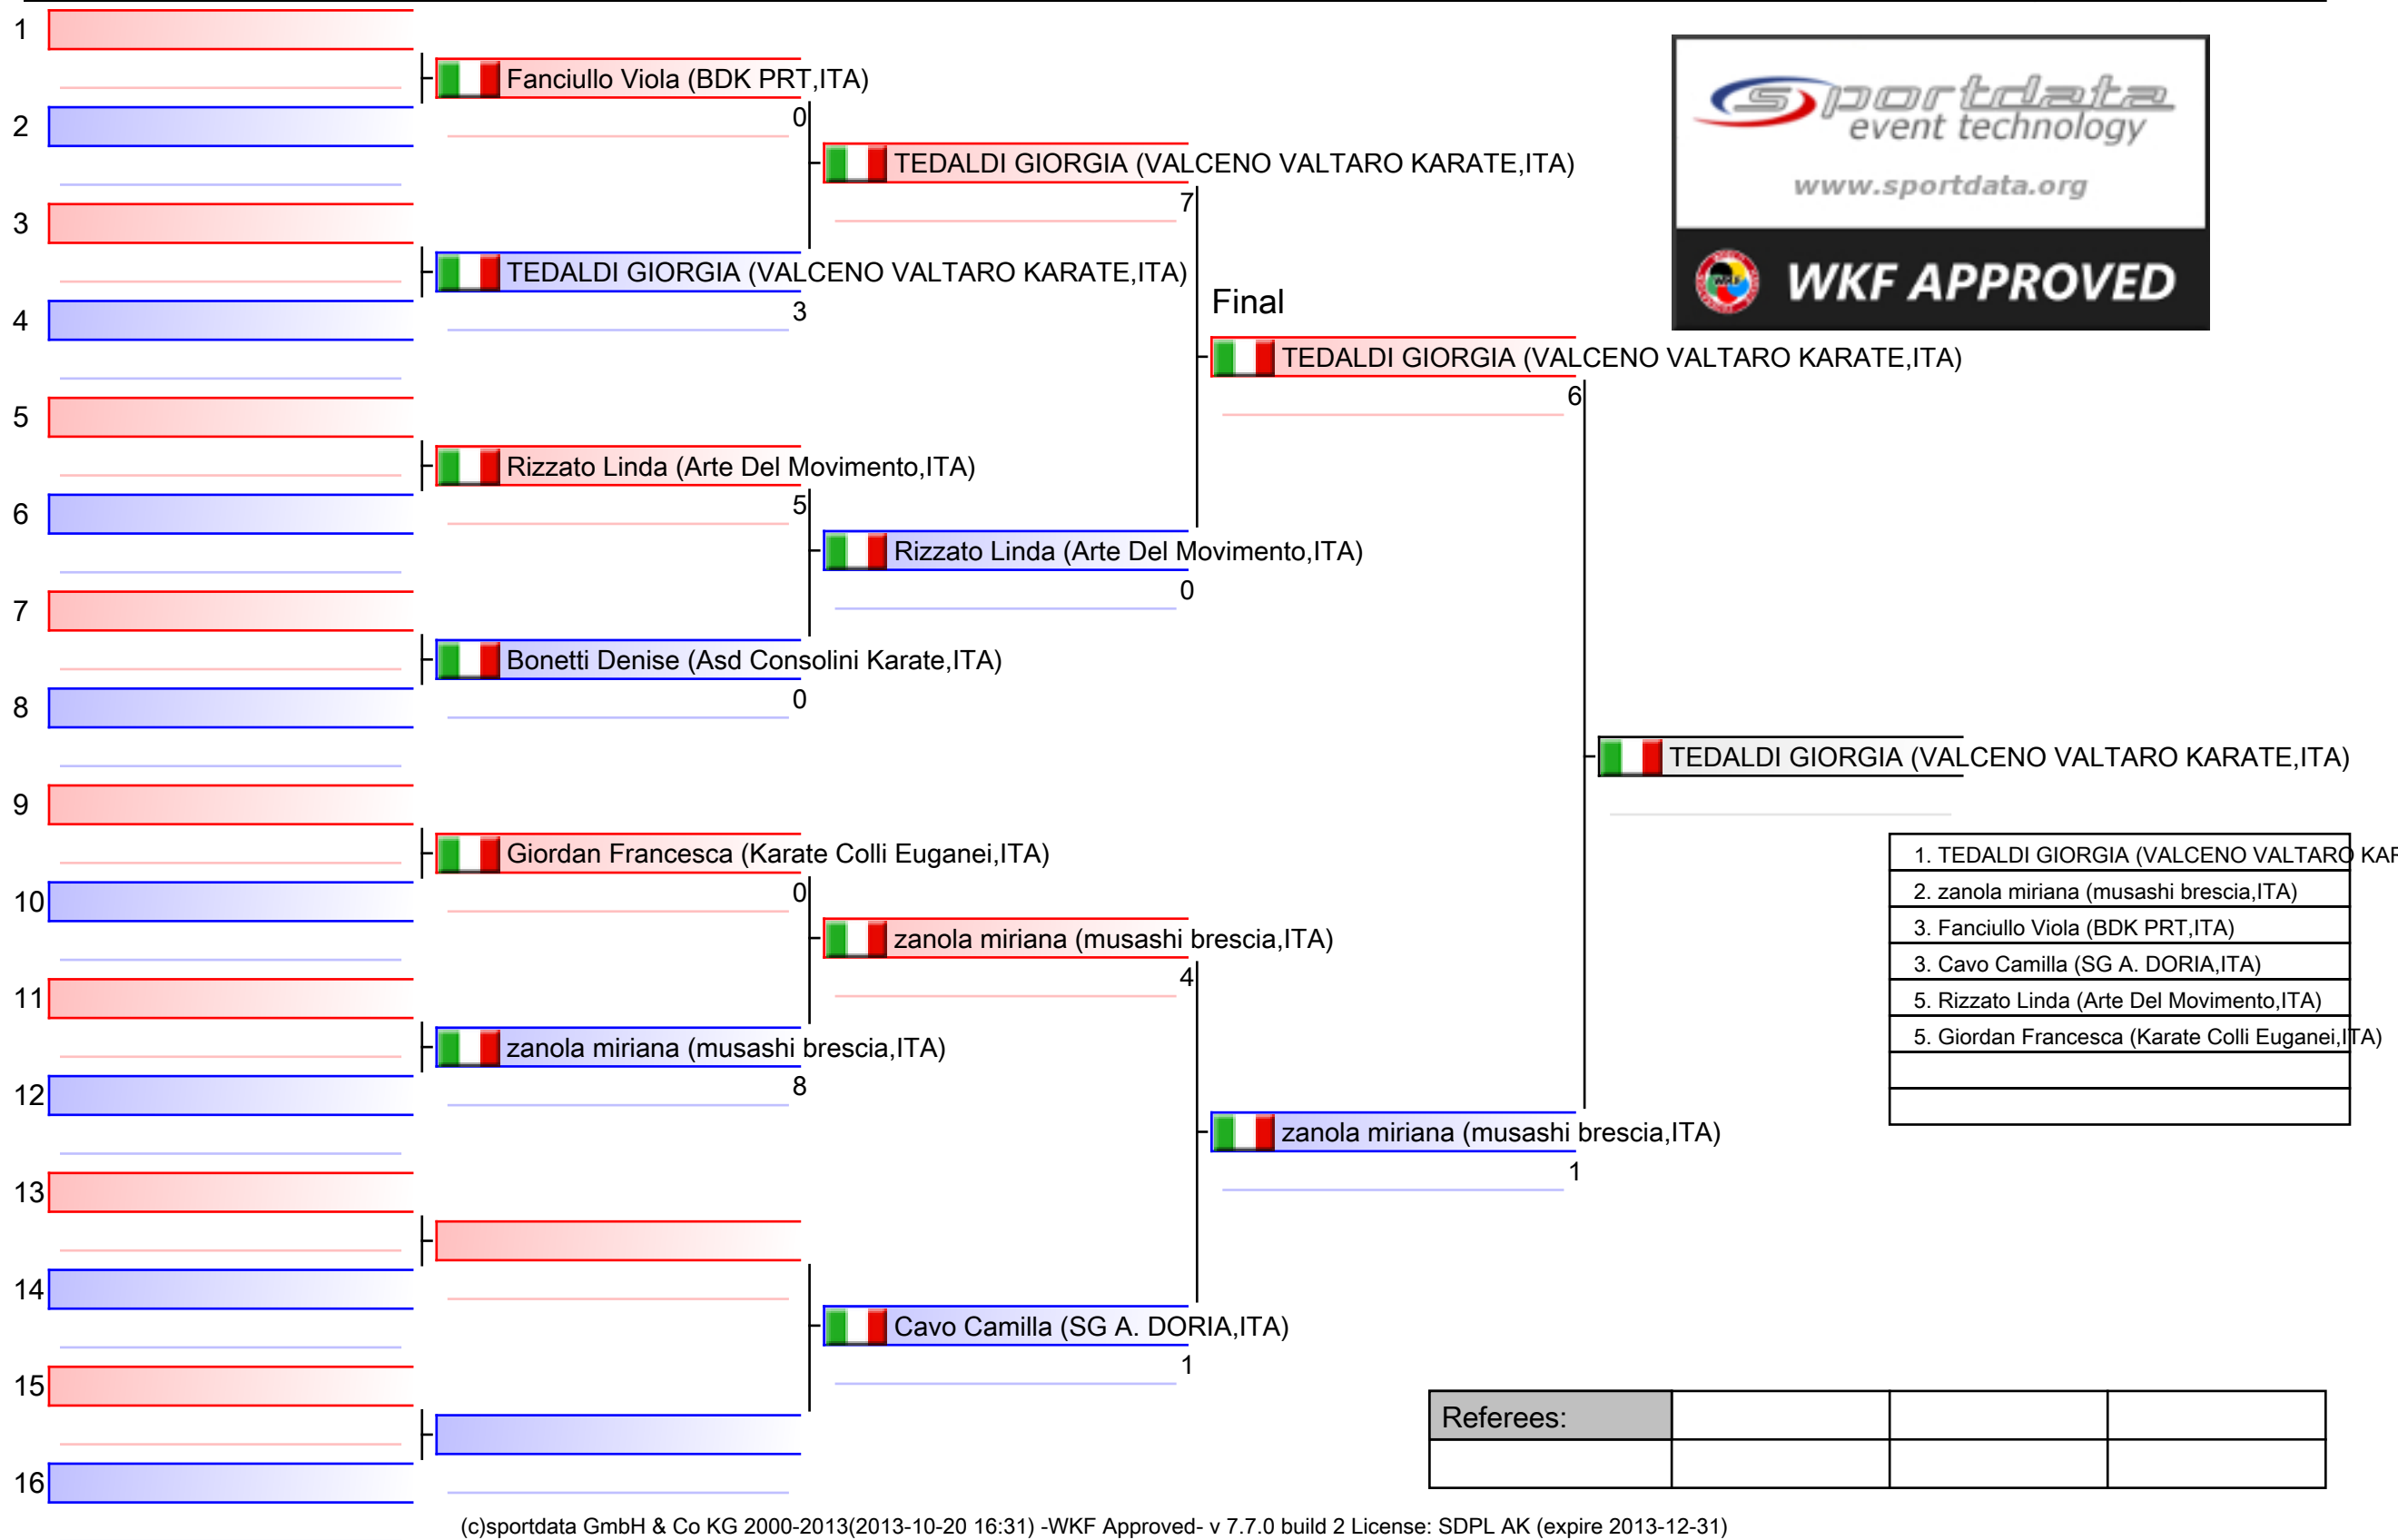 1
Fanciullo Viola (BDK PRT,ITA)
0
2
TEDALDI GIORGIA (VALCENO VALTARO KARATE,ITA)
7
3
TEDALDI GIORGIA (VALCENO VALTARO KARATE,ITA)
3
4
Final
TEDALDI GIORGIA (VALCENO VALTARO KARATE,ITA)
6
5
Rizzato Linda (Arte Del Movimento,ITA)
5
6
Rizzato Linda (Arte Del Movimento,ITA)
0
7
Bonetti Denise (Asd Consolini Karate,ITA)
0
8
TEDALDI GIORGIA (VALCENO VALTARO KARATE,ITA)
9
Giordan Francesca (Karate Colli Euganei,ITA)
0
10
zanola miriana (musashi brescia,ITA)
4
11
zanola miriana (musashi brescia,ITA)
8
12
zanola miriana (musashi brescia,ITA)
1
13
14
Cavo Camilla (SG A. DORIA,ITA)
1
15
16
sportdata
event technology
www.sportdata.org
WKF
WKF APPROVED
1. TEDALDI GIORGIA (VALCENO VALTARO KAR
2. zanola miriana (musashi brescia,ITA)
3. Fanciullo Viola (BDK PRT,ITA)
3. Cavo Camilla (SG A. DORIA,ITA)
5. Rizzato Linda (Arte Del Movimento,ITA)
5. Giordan Francesca (Karate Colli Euganei,ITA)
Referees:
(c)sportdata GmbH & Co KG 2000-2013(2013-10-20 16:31) -WKF Approved- v 7.7.0 build 2 License: SDPL AK (expire 2013-12-31)